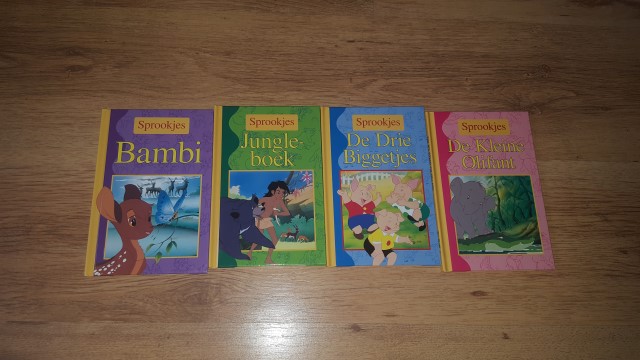 Sprookjes
Bambi
Sprookjes
Jungle-
boek
Sprookjes
De Drie
Biggetjes
Sprookjes
De Kleine
Olifant